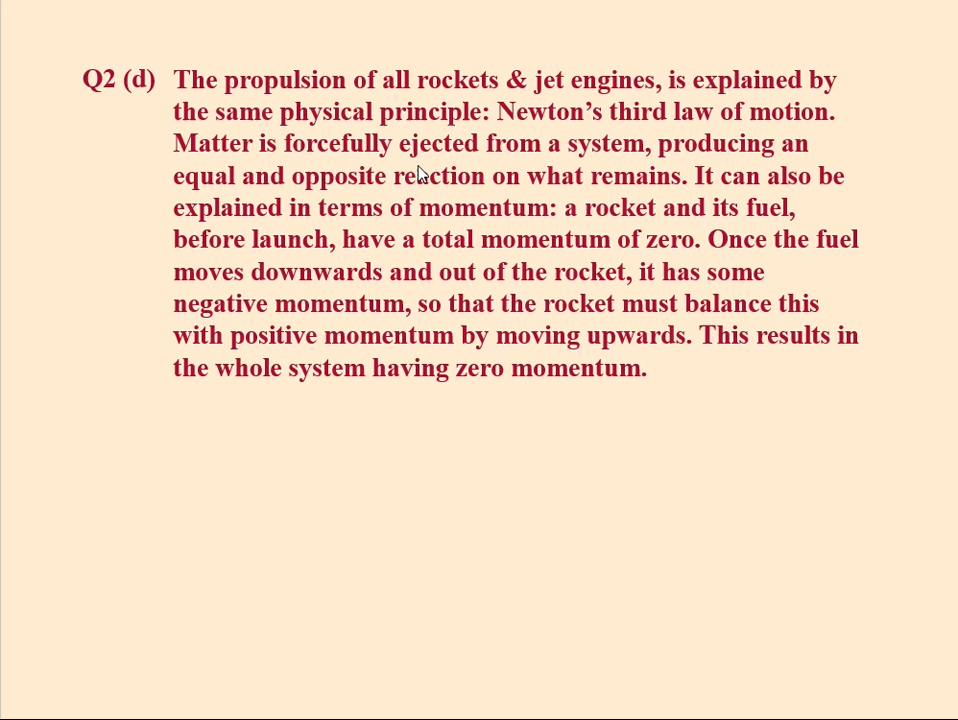 Q2 (d) The propulsion of all rockets & jet engines, is explained by
the same physical principle: Newton’s third law of motion.
Matter is forcefully ejected from a system, producing an
equal and opposite reaction on what remains. It can also be
explained in terms of momentum: a rocket and its fuel,
before launch, have a total momentum of zero. Once the fuel
moves downwards and out of the rocket, it has some
negative momentum, so that the rocket must balance this
with positive momentum by moving upwards. This results in
the whole system having zero momentum.